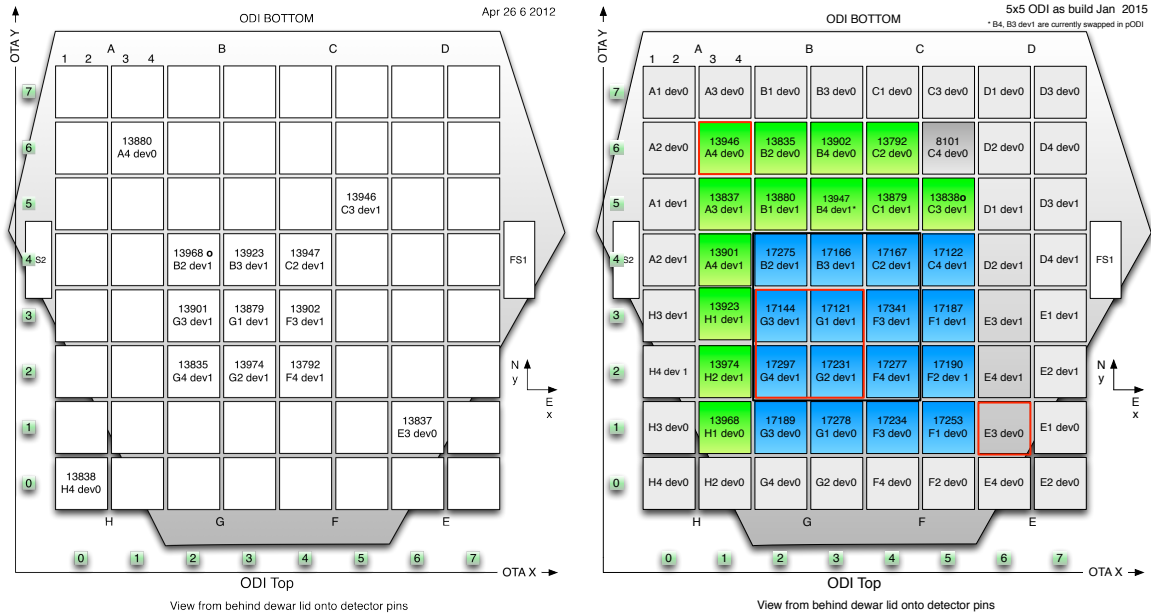 ODI BOTTOM
Apr 26 6 2012
OTA Y
A
B
C
D
1 2 3 4
7
6
13880
A4 dev0
5
13946
C3 dev1
4
S2
13968 o
B2 dev1
13923
B3 dev1
13947
C2 dev1
FS1
3
13901
G3 dev1
13879
G1 dev1
13902
F3 dev1
2
13835
G4 dev1
13974
G2 dev1
13792
F4 dev1
N
y
E
x
1
13837
E3 dev0
0
13838
H4 dev0
H
G
F
E
0 1 2 3 4 5 6 7
OTA X
ODI Top
View from behind dewar lid onto detector pins
5x5 ODI as build Jan 2015
* B4, B3 dev1 are currently swapped in pODI
ODI BOTTOM
OTA Y
A
B
C
D
1 2 3 4
7
A1 dev0
A3 dev0
B1 dev0
B3 dev0
C1 dev0
C3 dev0
D1 dev0
D3 dev0
6
A2 dev0
13946
A4 dev0
13835
B2 dev0
13902
B4 dev0
13792
C2 dev0
8101
C4 dev0
D2 dev0
D4 dev0
5
A1 dev1
13837
A3 dev1
13880
B1 dev1
13947
B4 dev1*
13879
C1 dev1
13838o
C3 dev1
D1 dev1
D3 dev1
4
S2
A2 dev1
13901
A4 dev1
17275
B2 dev1
17166
B3 dev1
17167
C2 dev1
17122
C4 dev1
D2 dev1
D4 dev1
FS1
3
H3 dev1
13923
H1 dev1
17144
G3 dev1
17121
G1 dev1
17341
F3 dev1
17187
F1 dev1
E3 dev1
E1 dev1
2
H4 dev 1
13974
H2 dev1
17297
G4 dev1
17231
G2 dev1
17277
F4 dev1
17190
F2 dev 1
E4 dev1
E2 dev1
N
y
E
x
1
H3 dev0
13968
H1 dev0
17189
G3 dev0
17278
G1 dev0
17234
F3 dev0
17253
F1 dev0
E3 dev0
E1 dev0
0
H4 dev0
H2 dev0
G4 dev0
G2 dev0
F4 dev0
F2 dev0
E4 dev0
E2 dev0
H
G
F
E
0 1 2 3 4 5 6 7
OTA X
ODI Top
View from behind dewar lid onto detector pins